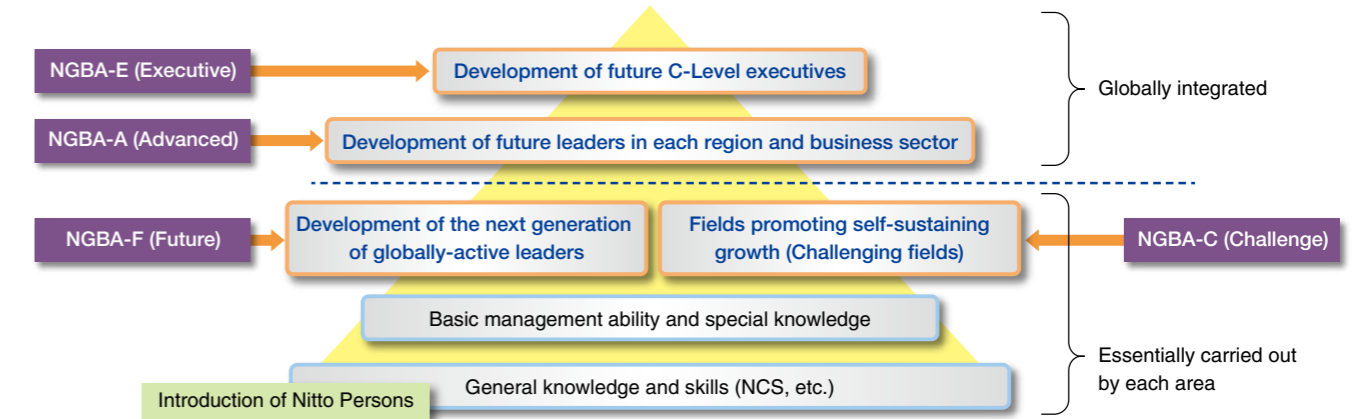 NGBA-E (Executive)
Development of future C-Level executives
Globally integrated
NGBA-A (Advanced)
Development of future leaders in each region and business sector
NGBA-F (Future)
Development of the next generation
of globally-active leaders
Fields promoting self-sustaining
growth (Challenging fields)
NGBA-C (Challenge)
Basic management ability and special knowledge
Essentially carried out
by each area
General knowledge and skills (NCS, etc.)
Introduction of Nitto Persons